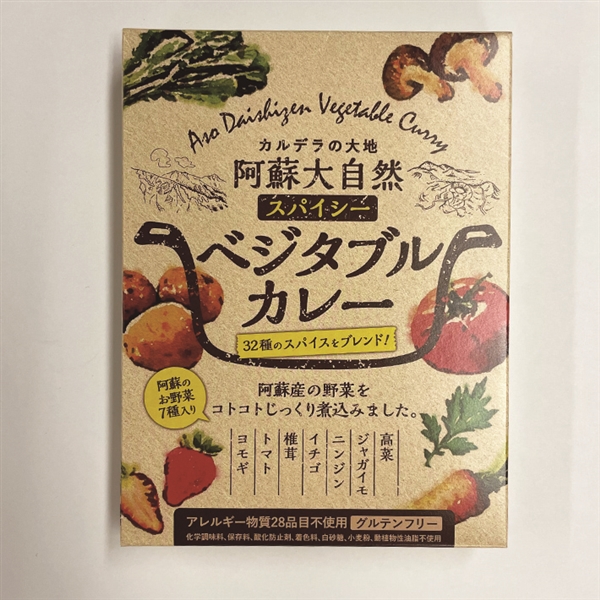 Aso Daishizen Vegetable Curry
カルデラの大地
阿蘇大自然
スパイシー
ベジタブル
カレー
32種のスパイスをブレンド!
阿蘇の
お野菜
7種入り
阿蘇産の野菜を
コトコトじっくり煮込みました。
高菜
ジャガイモ
ニンジン
イチゴ
椎茸
トマト
ヨモギ
アレルギー物質28品目不使用 グルテンフリー
化学調味料、保存料、酸化防止剤、着色料、白砂糖、小麦粉、動植物性油脂不使用